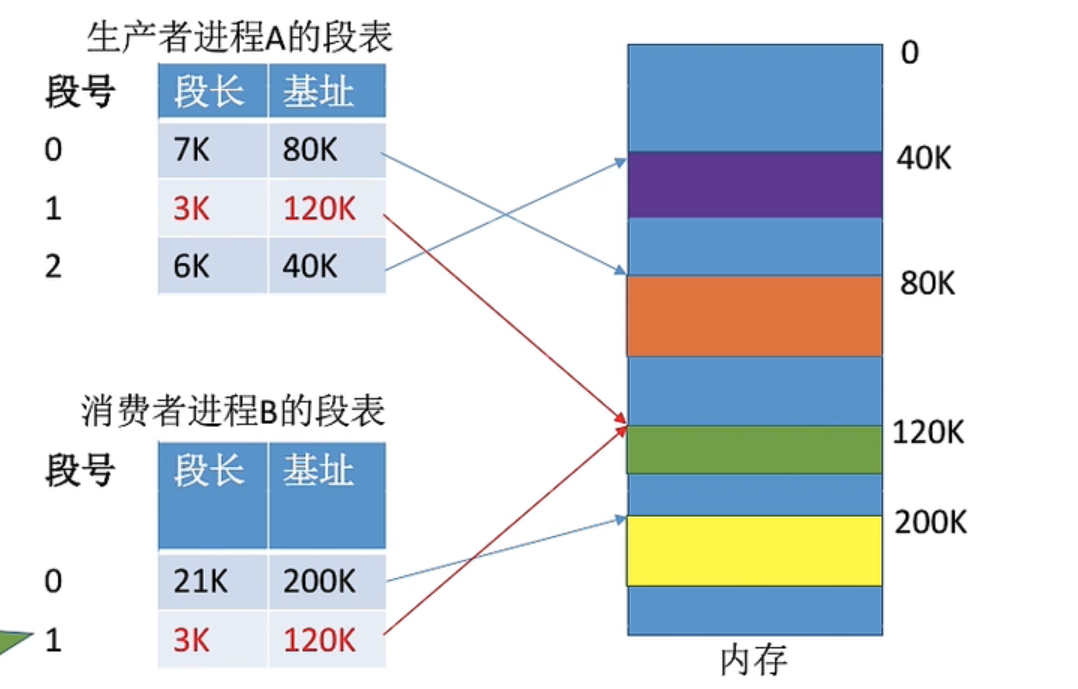 生产者进程A的段表
段号 段长 基址
0 7K 80K
1 3K 120K
2 6K 40K
消费者进程B的段表
段号 段长 基址
0 21K 200K
1 3K 120K
0
40K
80K
120K
200K
内存